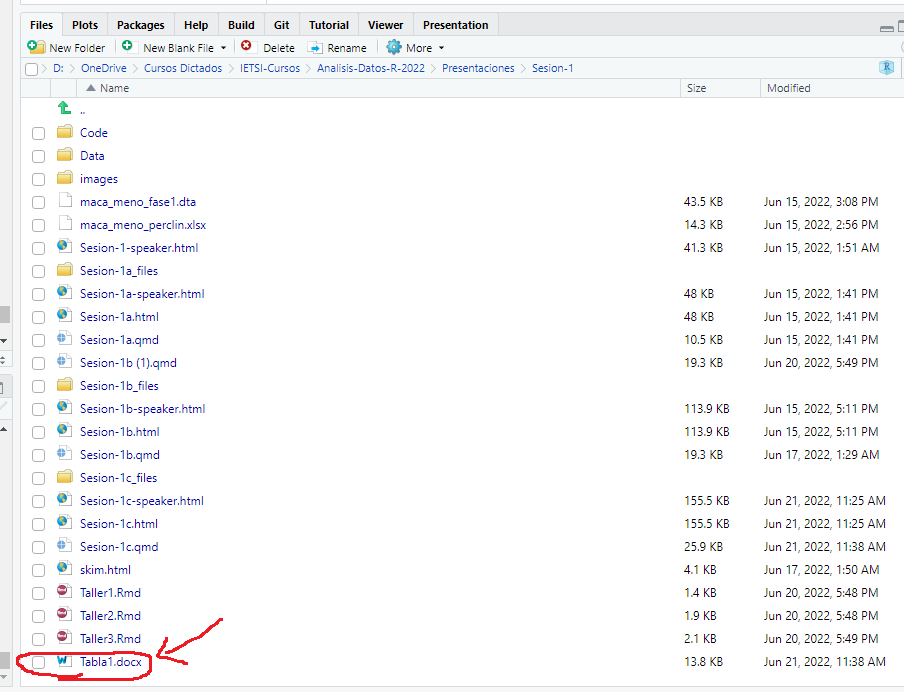 Files Plots Packages Help Build Git Tutorial Viewer Presentation
New Folder New Blank File Delete Rename More
D: OneDrive Cursos Dictados IETSI-Cursos Analisis-Datos-R-2022 Presentaciones Sesion-1
Name Size Modified
..
Code
Data
images
maca_meno_fase1.dta 43.5 KB Jun 15, 2022, 3:08 PM
maca_meno_perclin.xlsx 14.3 KB Jun 15, 2022, 2:56 PM
Sesion-1-speaker.html 41.3 KB Jun 15, 2022, 1:51 AM
Sesion-1a_files
Sesion-1a-speaker.html 48 KB Jun 15, 2022, 1:41 PM
Sesion-1a.html 48 KB Jun 15, 2022, 1:41 PM
Sesion-1a.qmd 10.5 KB Jun 15, 2022, 1:41 PM
Sesion-1b (1).qmd 19.3 KB Jun 20, 2022, 5:49 PM
Sesion-1b_files
Sesion-1b-speaker.html 113.9 KB Jun 15, 2022, 5:11 PM
Sesion-1b.html 113.9 KB Jun 15, 2022, 5:11 PM
Sesion-1b.qmd 19.3 KB Jun 17, 2022, 1:29 AM
Sesion-1c_files
Sesion-1c-speaker.html 155.5 KB Jun 21, 2022, 11:25 AM
Sesion-1c.html 155.5 KB Jun 21, 2022, 11:25 AM
Sesion-1c.qmd 25.9 KB Jun 21, 2022, 11:38 AM
skim.html 4.1 KB Jun 17, 2022, 1:50 AM
Taller1.Rmd 1.4 KB Jun 20, 2022, 5:48 PM
Taller2.Rmd 1.9 KB Jun 20, 2022, 5:48 PM
Taller3.Rmd 2.1 KB Jun 20, 2022, 5:49 PM
Tabla1.docx 13.8 KB Jun 21, 2022, 11:38 AM